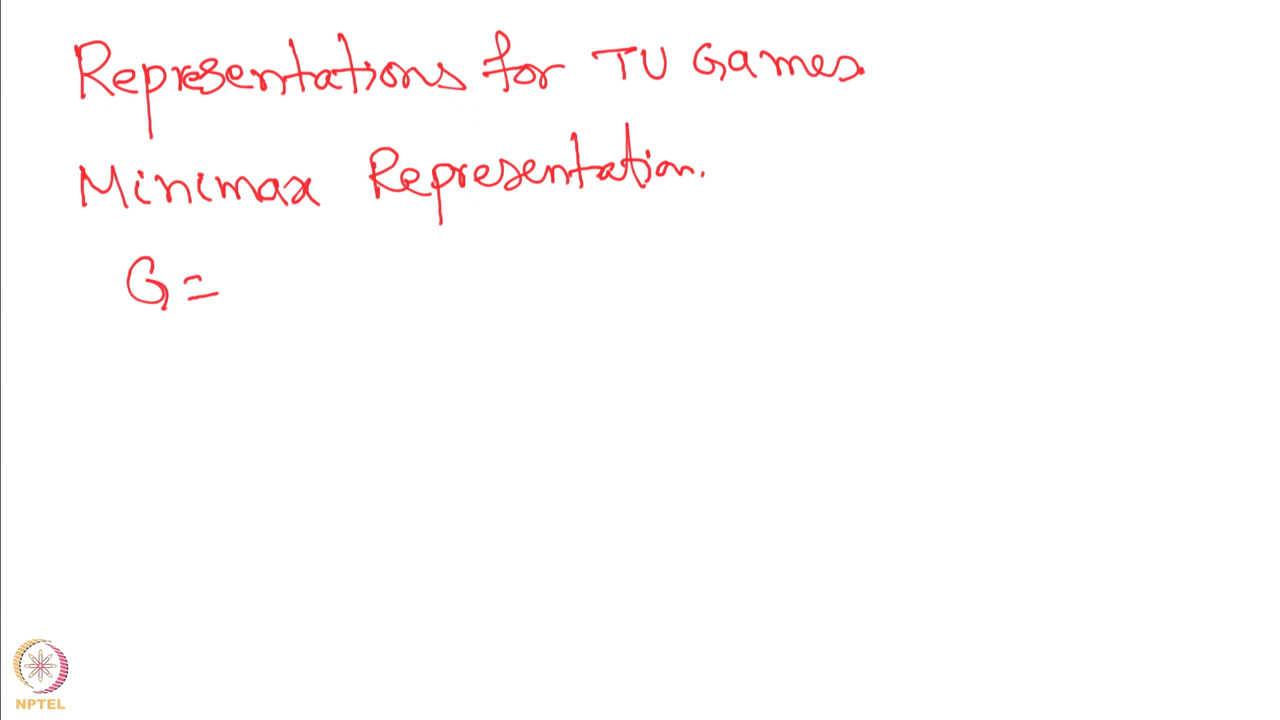 Representations for TU Games.
Minimax Representation.
G =
NPTEL